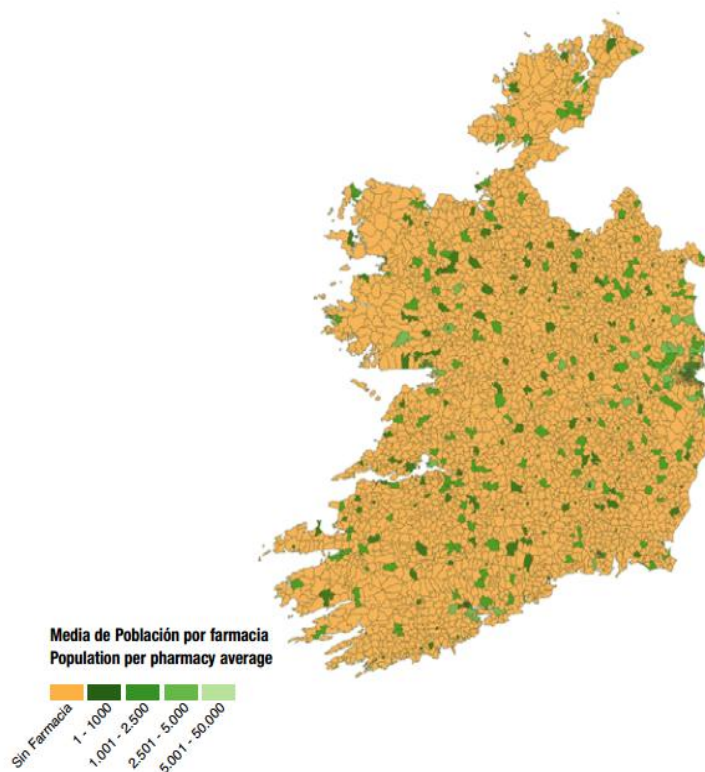 Media de Población por farmacia
Population per pharmacy average
Sin Farmacia
1 - 1000
1.001 - 2.500
2.501 - 5.000
5.001 - 50.000